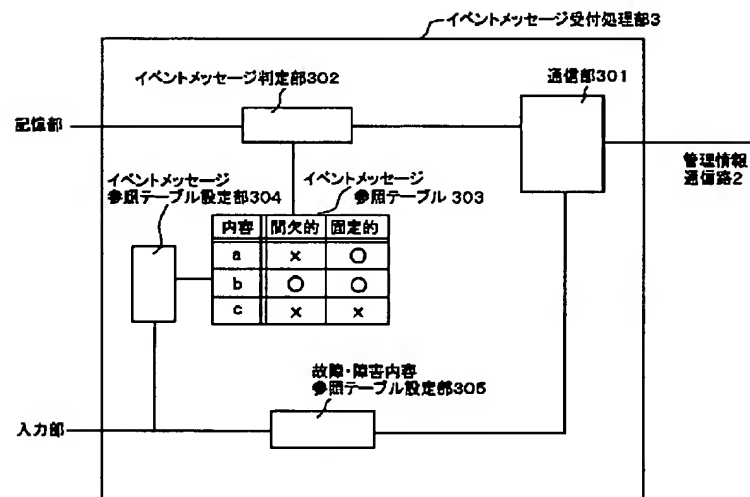 イベントメッセージ受付処理部3
イベントメッセージ判定部302
通信部301
記憶部
管理情報
通信路2
イベントメッセージ
参照テーブル設定部304
イベントメッセージ
参照テーブル 303
内容 間欠的 固定的
a × ○
b ○ ○
c × ×
故障・障害内容
参照テーブル設定部305
入力部